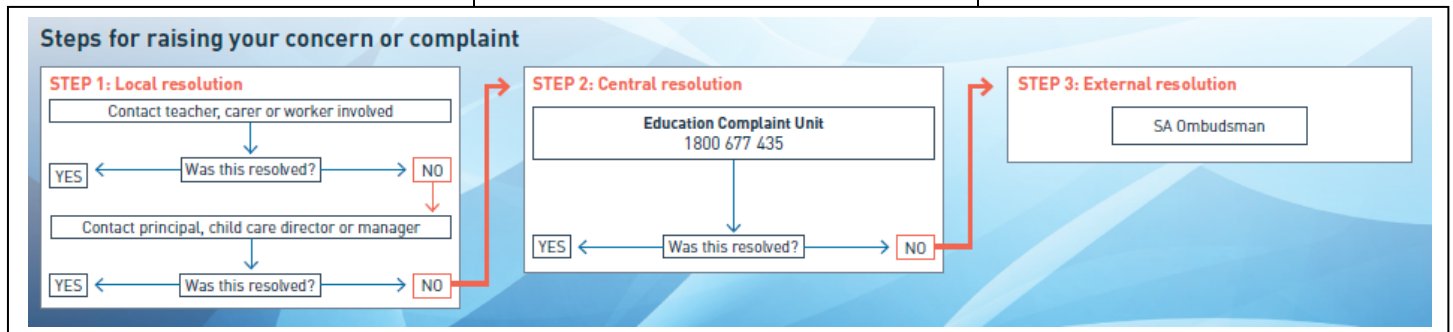 Steps for raising your concern or complaint
STEP 1: Local resolution
Contact teacher, carer or worker involved
YES
Was this resolved?
NO
Contact principal, child care director or manager
YES
Was this resolved?
NO
STEP 2: Central resolution
Education Complaint Unit
1800 677 435
YES
Was this resolved?
NO
STEP 3: External resolution
SA Ombudsman